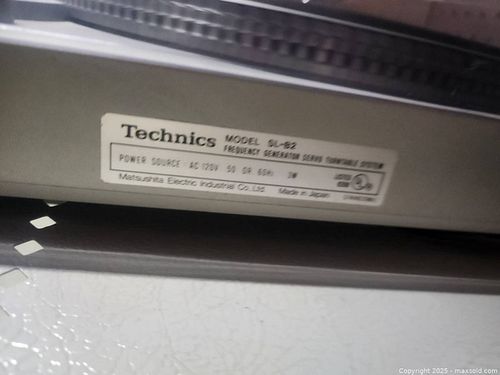 Technics MODEL SL-B2
FREQUENCY GENERATOR SERVO TURNTABLE SYSTEM
POWER SOURCE AC 120V 50 OR 60Hz 3W
LISTED
Matsushita Electric Industrial Co., Ltd. Made in Japan
Copyright 2025 - maxsold.com